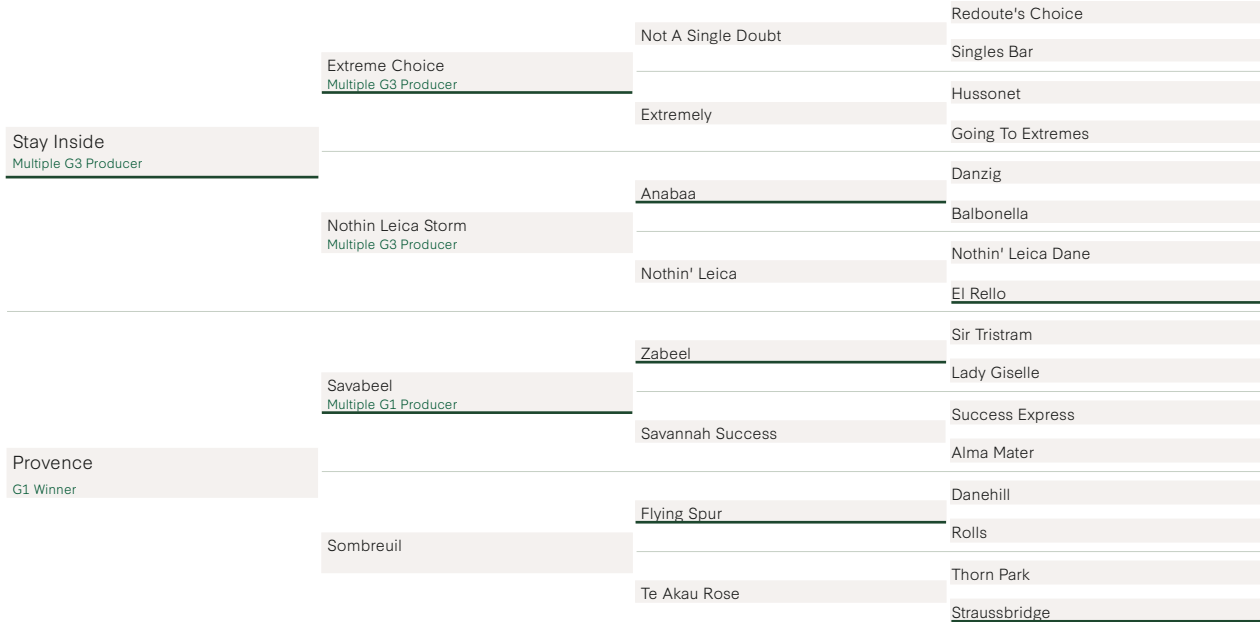 Stay Inside
Multiple G3 Producer
Provence
G1 Winner
Extreme Choice
Multiple G3 Producer
Nothin Leica Storm
Multiple G3 Producer
Savabeel
Multiple G1 Producer
Sombreuil
Not A Single Doubt
Extremely
Anabaa
Nothin' Leica
Zabeel
Savannah Success
Flying Spur
Te Akau Rose
Redoute's Choice
Singles Bar
Hussonet
Going To Extremes
Danzig
Balbonella
Nothin' Leica Dane
El Rello
Sir Tristram
Lady Giselle
Success Express
Alma Mater
Danehill
Rolls
Thorn Park
Straussbridge